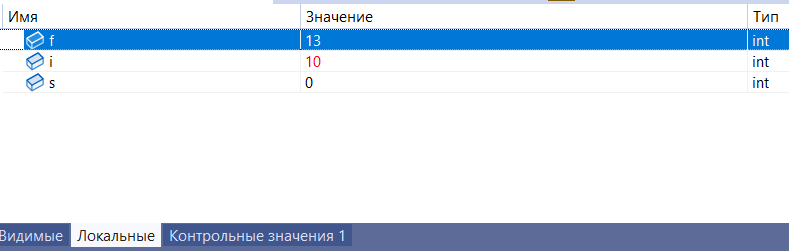 Имя Значение Тип
f 13 int
i 10 int
s 0 int
Видимые Локальные Контрольные значения 1